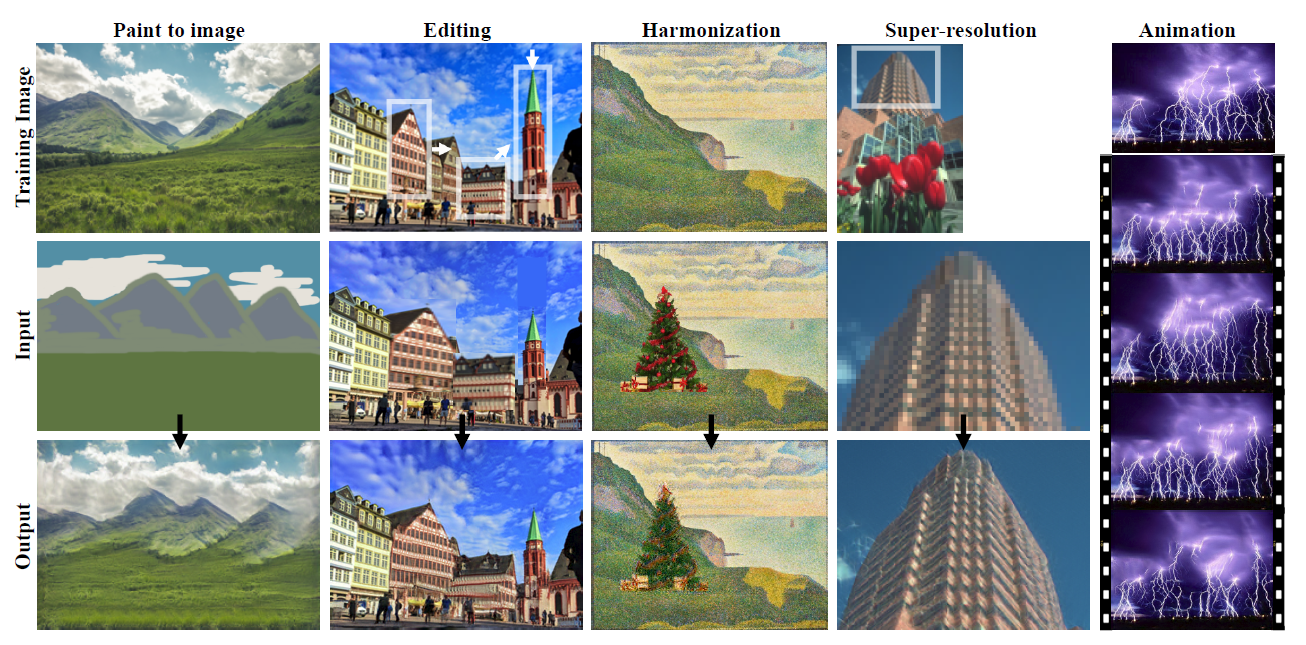 Paint to image
Editing
Harmonization
Super-resolution
Animation
Training Image
Input
Output